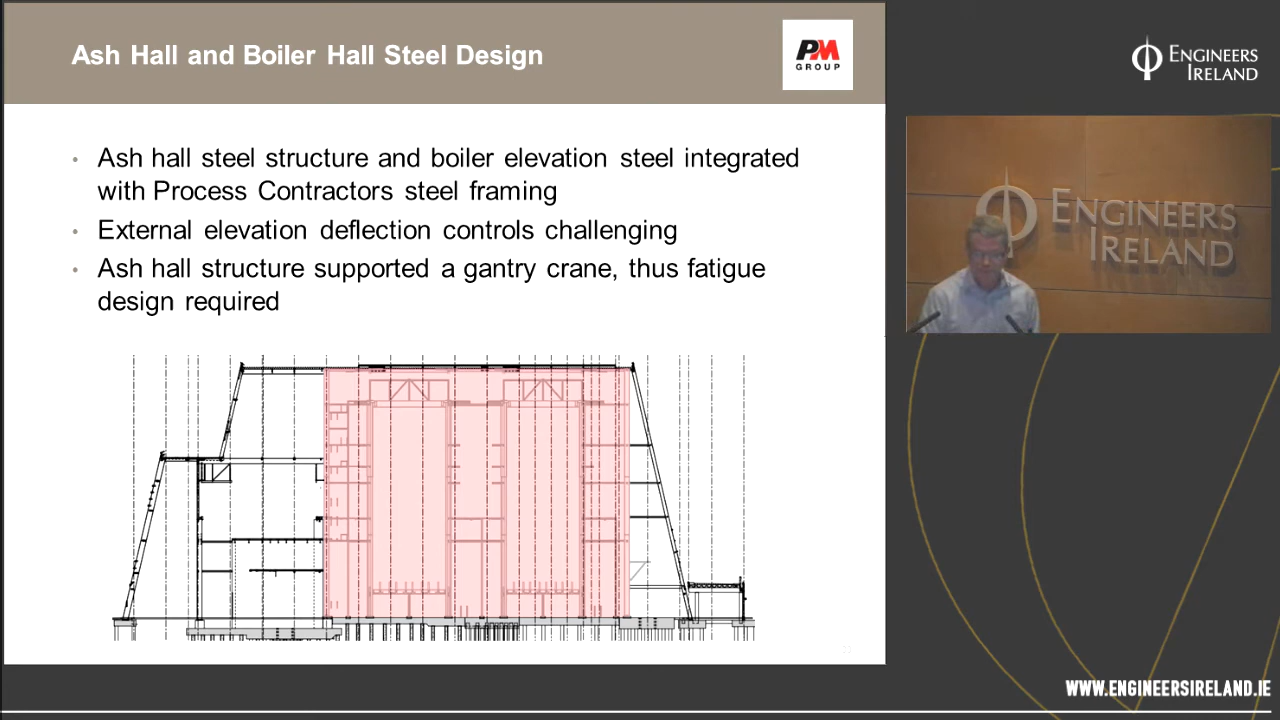 Ash Hall and Boiler Hall Steel Design
PM
GROUP
ENGINEERS
IRELAND
• Ash hall steel structure and boiler elevation steel integrated
with Process Contractors steel framing
• External elevation deflection controls challenging
• Ash hall structure supported a gantry crane, thus fatigue
design required
ENGINEERS
IRELAND
WWW.ENGINEERSIRELAND.IE